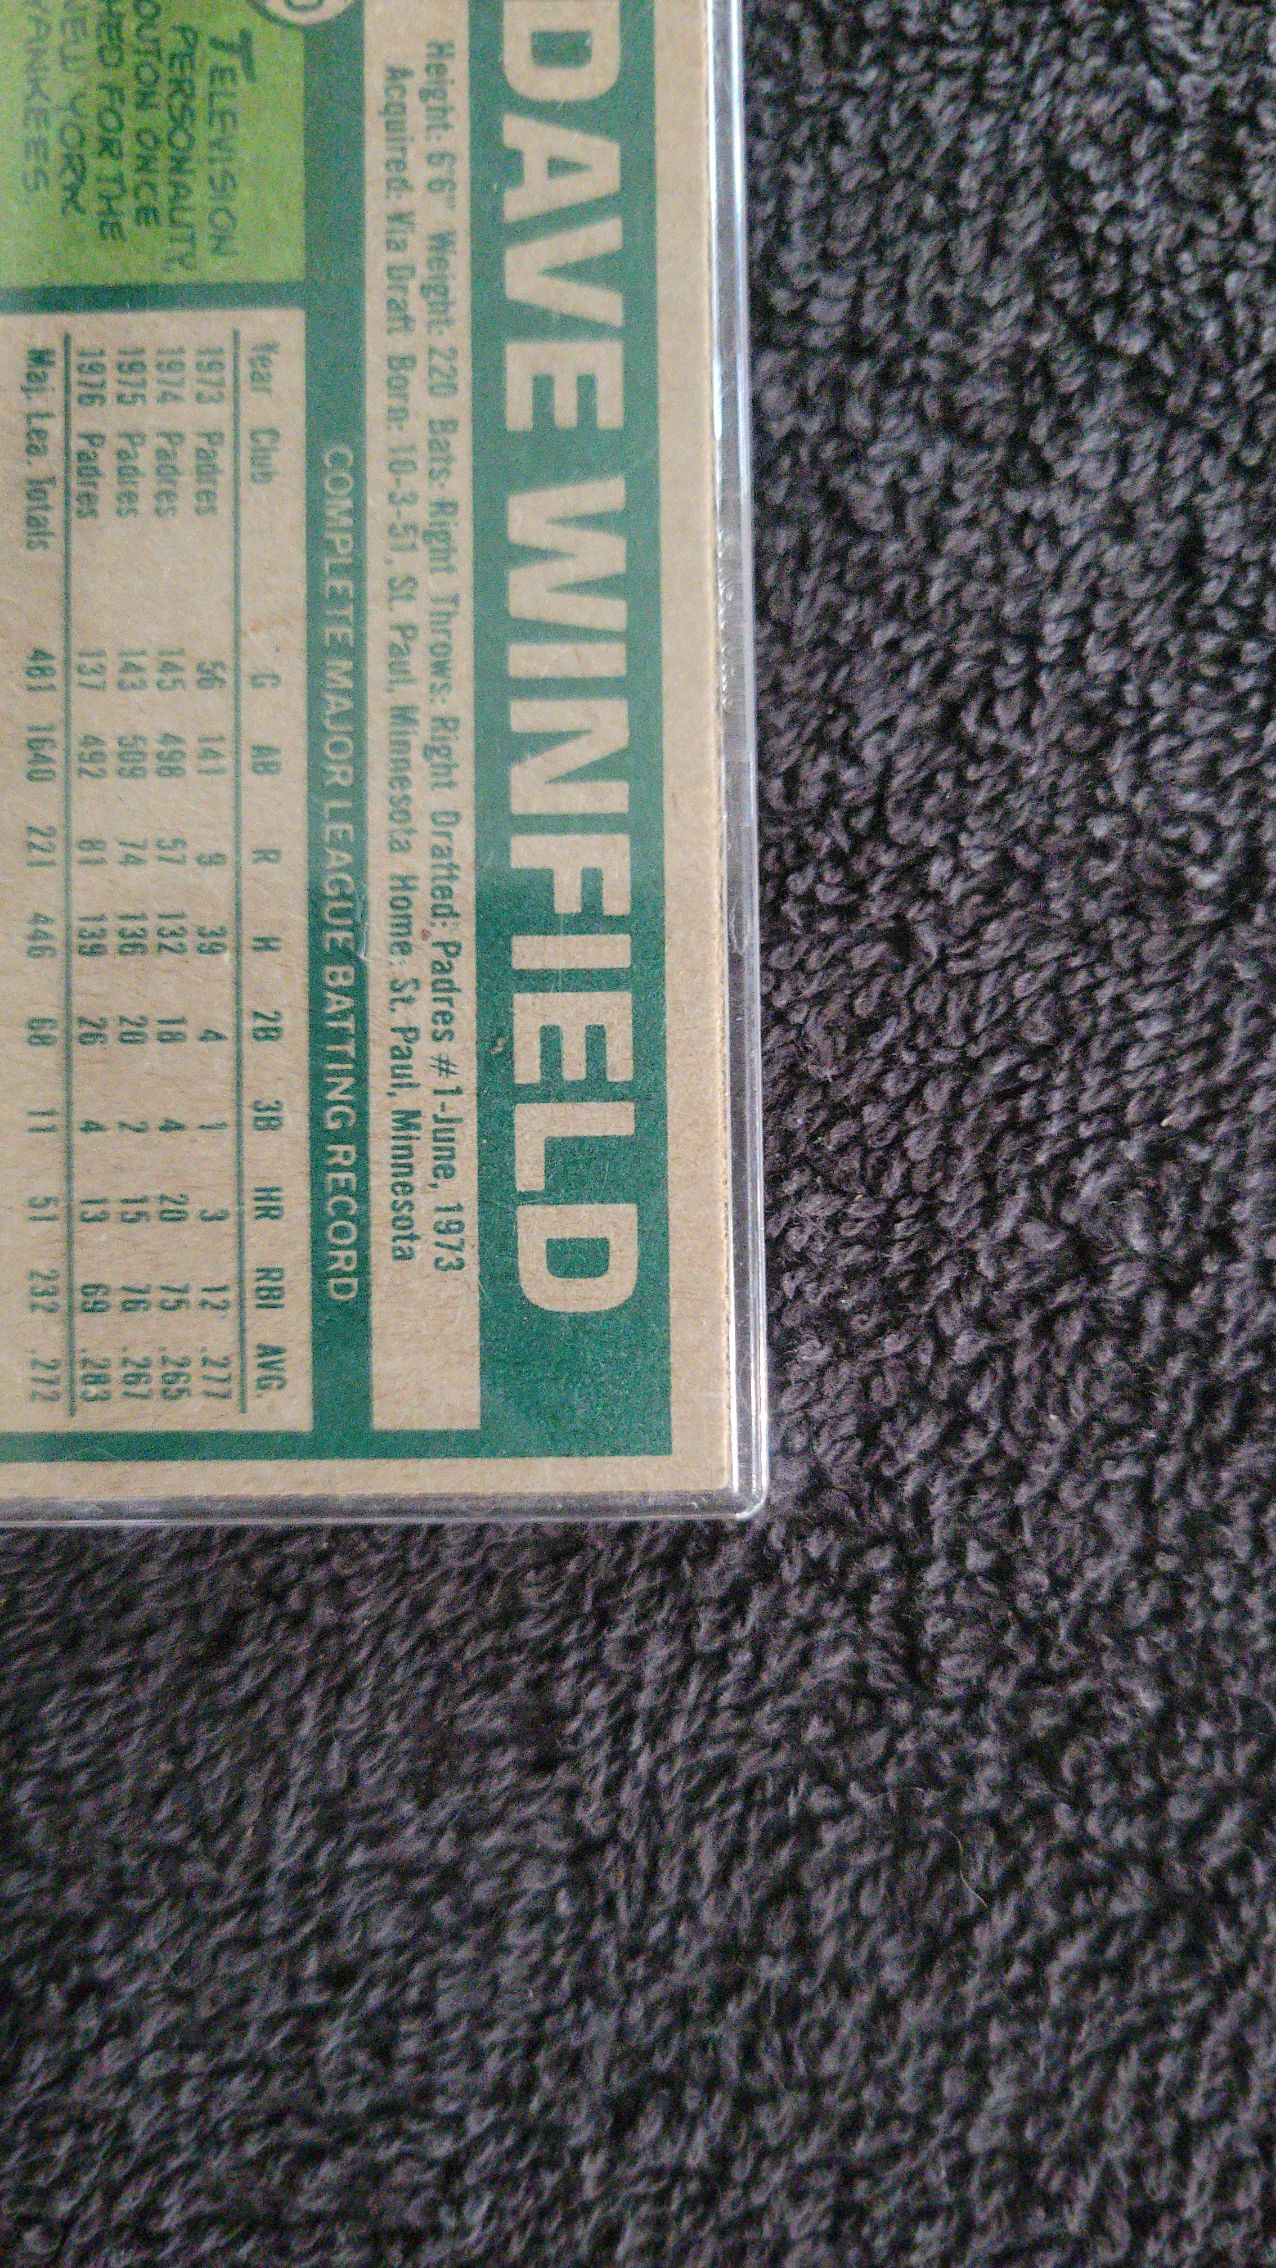 DAVE WINFIELD
Height: 6'6" Weight: 220 Bats: Right Throws: Right Drafted: Padres #1-June, 1973
Acquired: Via Draft Born: 10-3-51, St. Paul, Minnesota Home: St. Paul, Minnesota
COMPLETE MAJOR LEAGUE BATTING RECORD
Year Club G AB R H 2B 3B HR RBI AVG.
1973 Padres 56 141 9 39 4 1 3 12 .277
1974 Padres 145 498 57 132 18 4 20 75 .265
1975 Padres 143 509 74 136 20 2 15 76 .267
1976 Padres 137 492 81 139 26 4 13 69 .283
Maj. Lea. Totals 481 1640 221 446 68 11 51 232 .272
TELEVISION
PERSONALITY
OUTON ONCE
HED FOR THE
NEW YORK
YANKEES